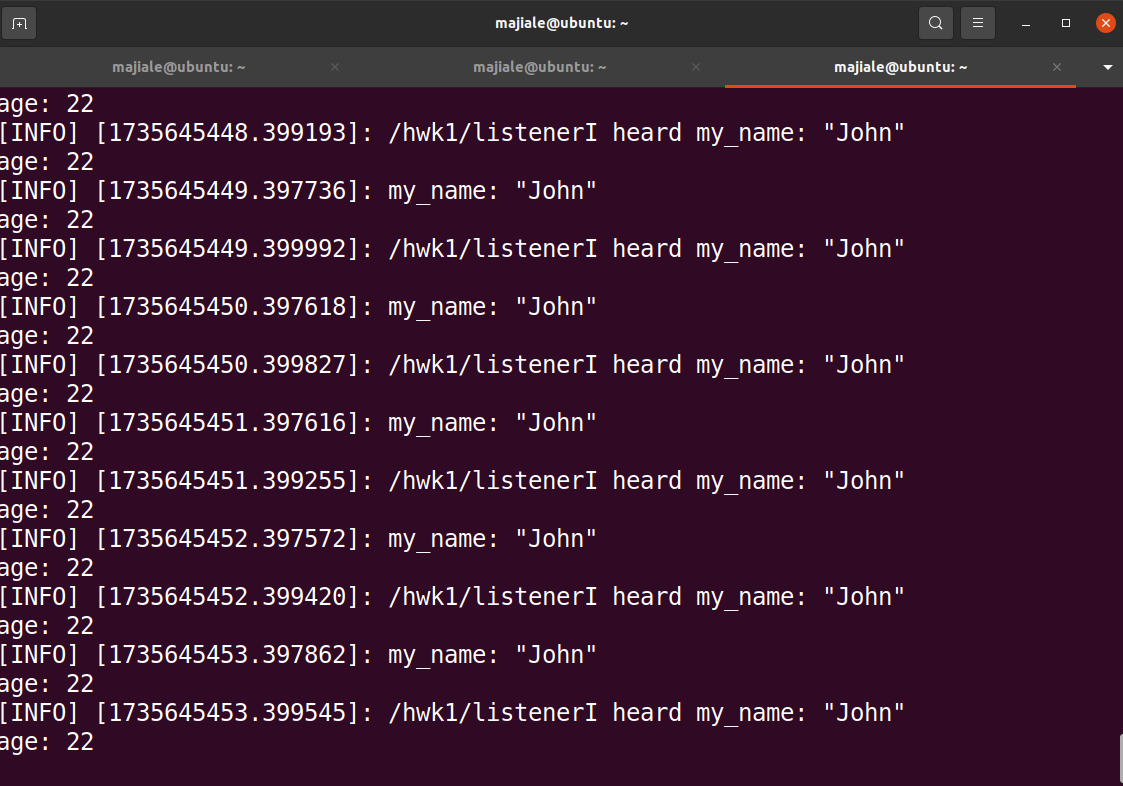 majiale@ubuntu: ~
majiale@ubuntu: ~ majiale@ubuntu: ~ majiale@ubuntu: ~
age: 22
[INFO] [1735645448.399193]: /hwk1/listenerI heard my_name: "John"
age: 22
[INFO] [1735645449.397736]: my_name: "John"
age: 22
[INFO] [1735645449.399992]: /hwk1/listenerI heard my_name: "John"
age: 22
[INFO] [1735645450.397618]: my_name: "John"
age: 22
[INFO] [1735645450.399827]: /hwk1/listenerI heard my_name: "John"
age: 22
[INFO] [1735645451.397616]: my_name: "John"
age: 22
[INFO] [1735645451.399255]: /hwk1/listenerI heard my_name: "John"
age: 22
[INFO] [1735645452.397572]: my_name: "John"
age: 22
[INFO] [1735645452.399420]: /hwk1/listenerI heard my_name: "John"
age: 22
[INFO] [1735645453.397862]: my_name: "John"
age: 22
[INFO] [1735645453.399545]: /hwk1/listenerI heard my_name: "John"
age: 22